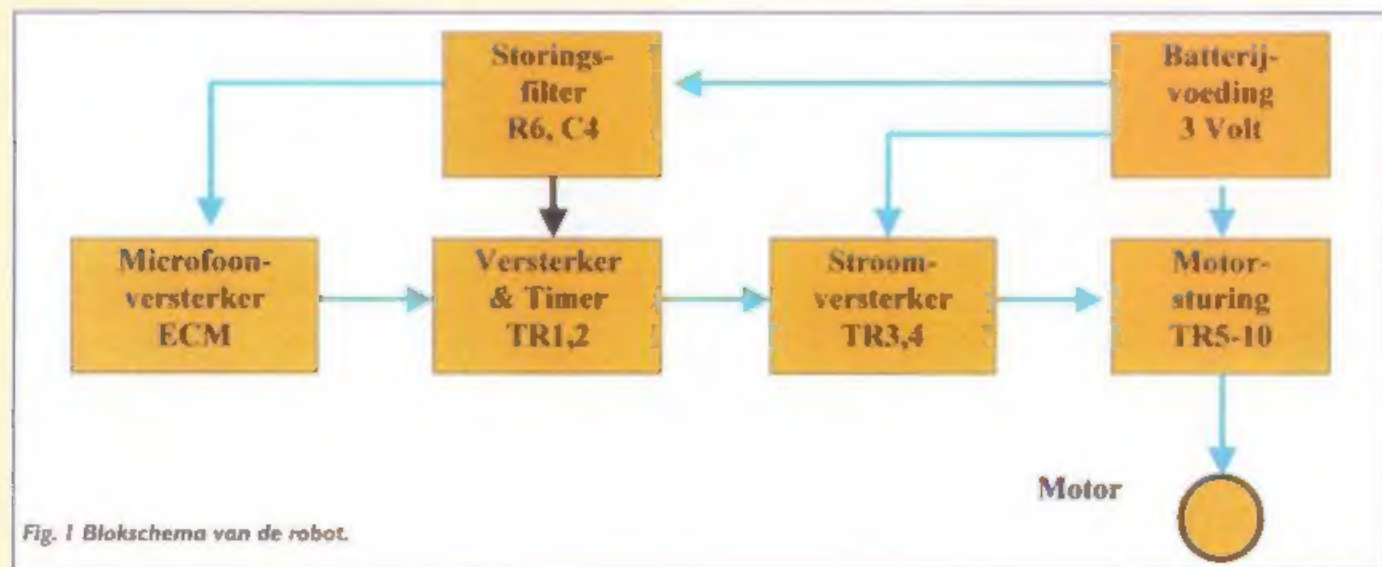 Storings-
filter
R6, C4
Batterij-
voeding
3 Volt
Microfoon-
versterker
ECM
Versterker
& Timer
TR1,2
Stroom-
versterker
TR3,4
Motor-
sturing
TR5-10
Motor
Fig. 1 Blokschema van de robot.